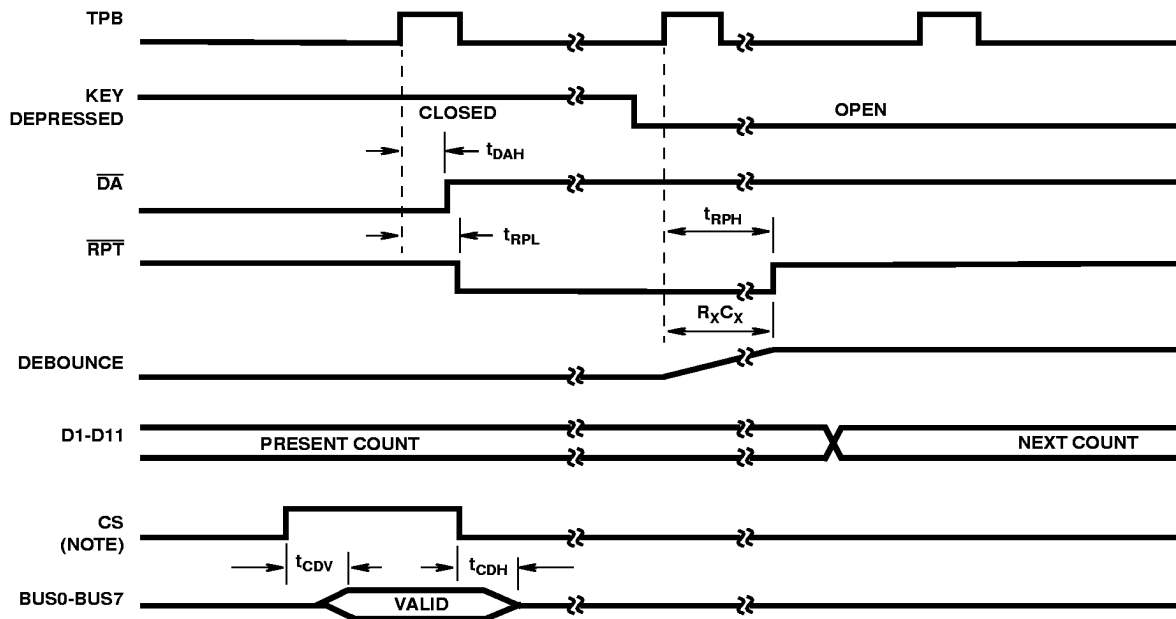 TPB
KEY
DEPRESSED
CLOSED
OPEN
tDAH
DA
tRPL
tRPH
RPT
RXCX
DEBOUNCE
D1-D11
PRESENT COUNT
NEXT COUNT
CS
(NOTE)
tCDV
tCDH
BUS0-BUS7
VALID